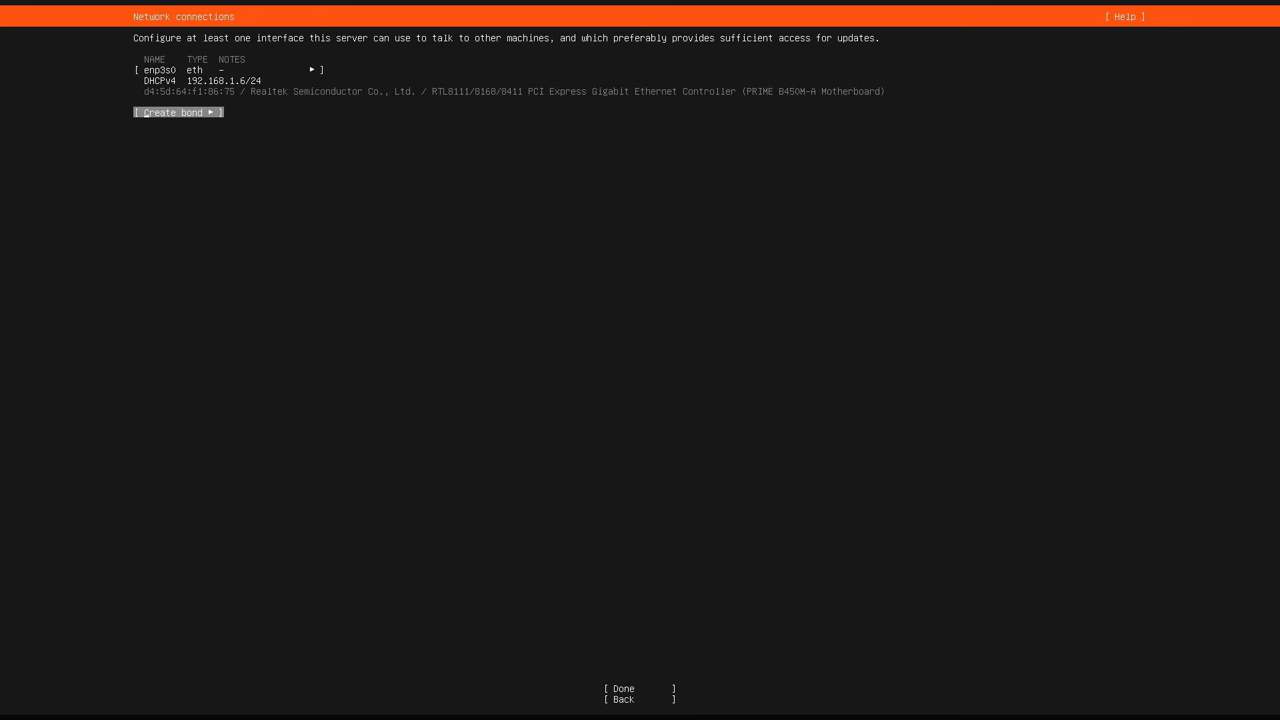 Network connections [ Help ]
Configure at least one interface this server can use to talk to other machines, and which preferably provides sufficient access for updates.
NAME TYPE NOTES
[ enp3s0 eth - ▸ ]
DHCPv4 192.168.1.6/24
d4:5d:64:f1:86:75 / Realtek Semiconductor Co., Ltd. / RTL8111/8168/8411 PCI Express Gigabit Ethernet Controller (PRIME B450M-A Motherboard)
[ Create bond ▸ ]
[ Done ]
[ Back ]